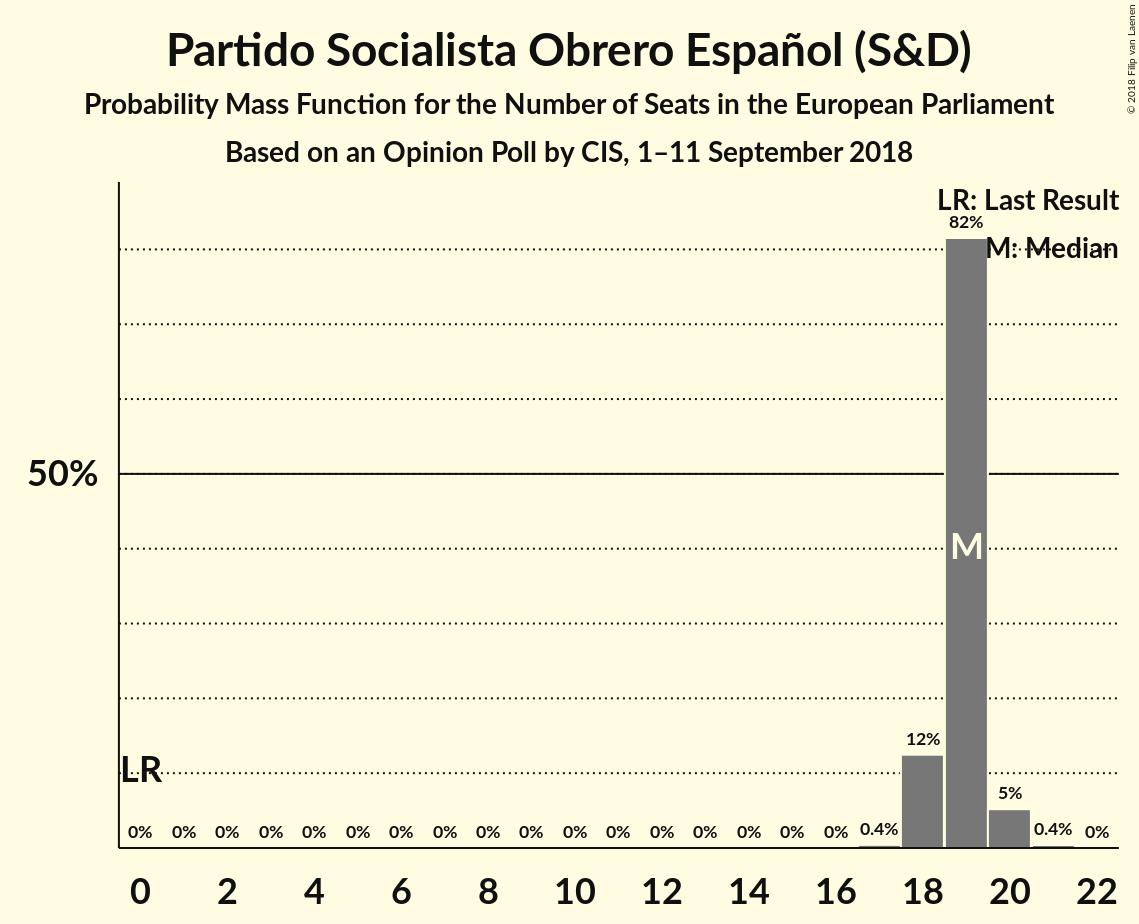 Partido Socialista Obrero Español (S&D)
Probability Mass Function for the Number of Seats in the European Parliament
Based on an Opinion Poll by CIS, 1–11 September 2018
© 2018 Filip van Laenen
LR: Last Result
M: Median
82%
50%
M
LR
12%
5%
0% 0% 0% 0% 0% 0% 0% 0% 0% 0% 0% 0% 0% 0% 0% 0% 0% 0.4% 0.4% 0%
0 2 4 6 8 10 12 14 16 18 20 22